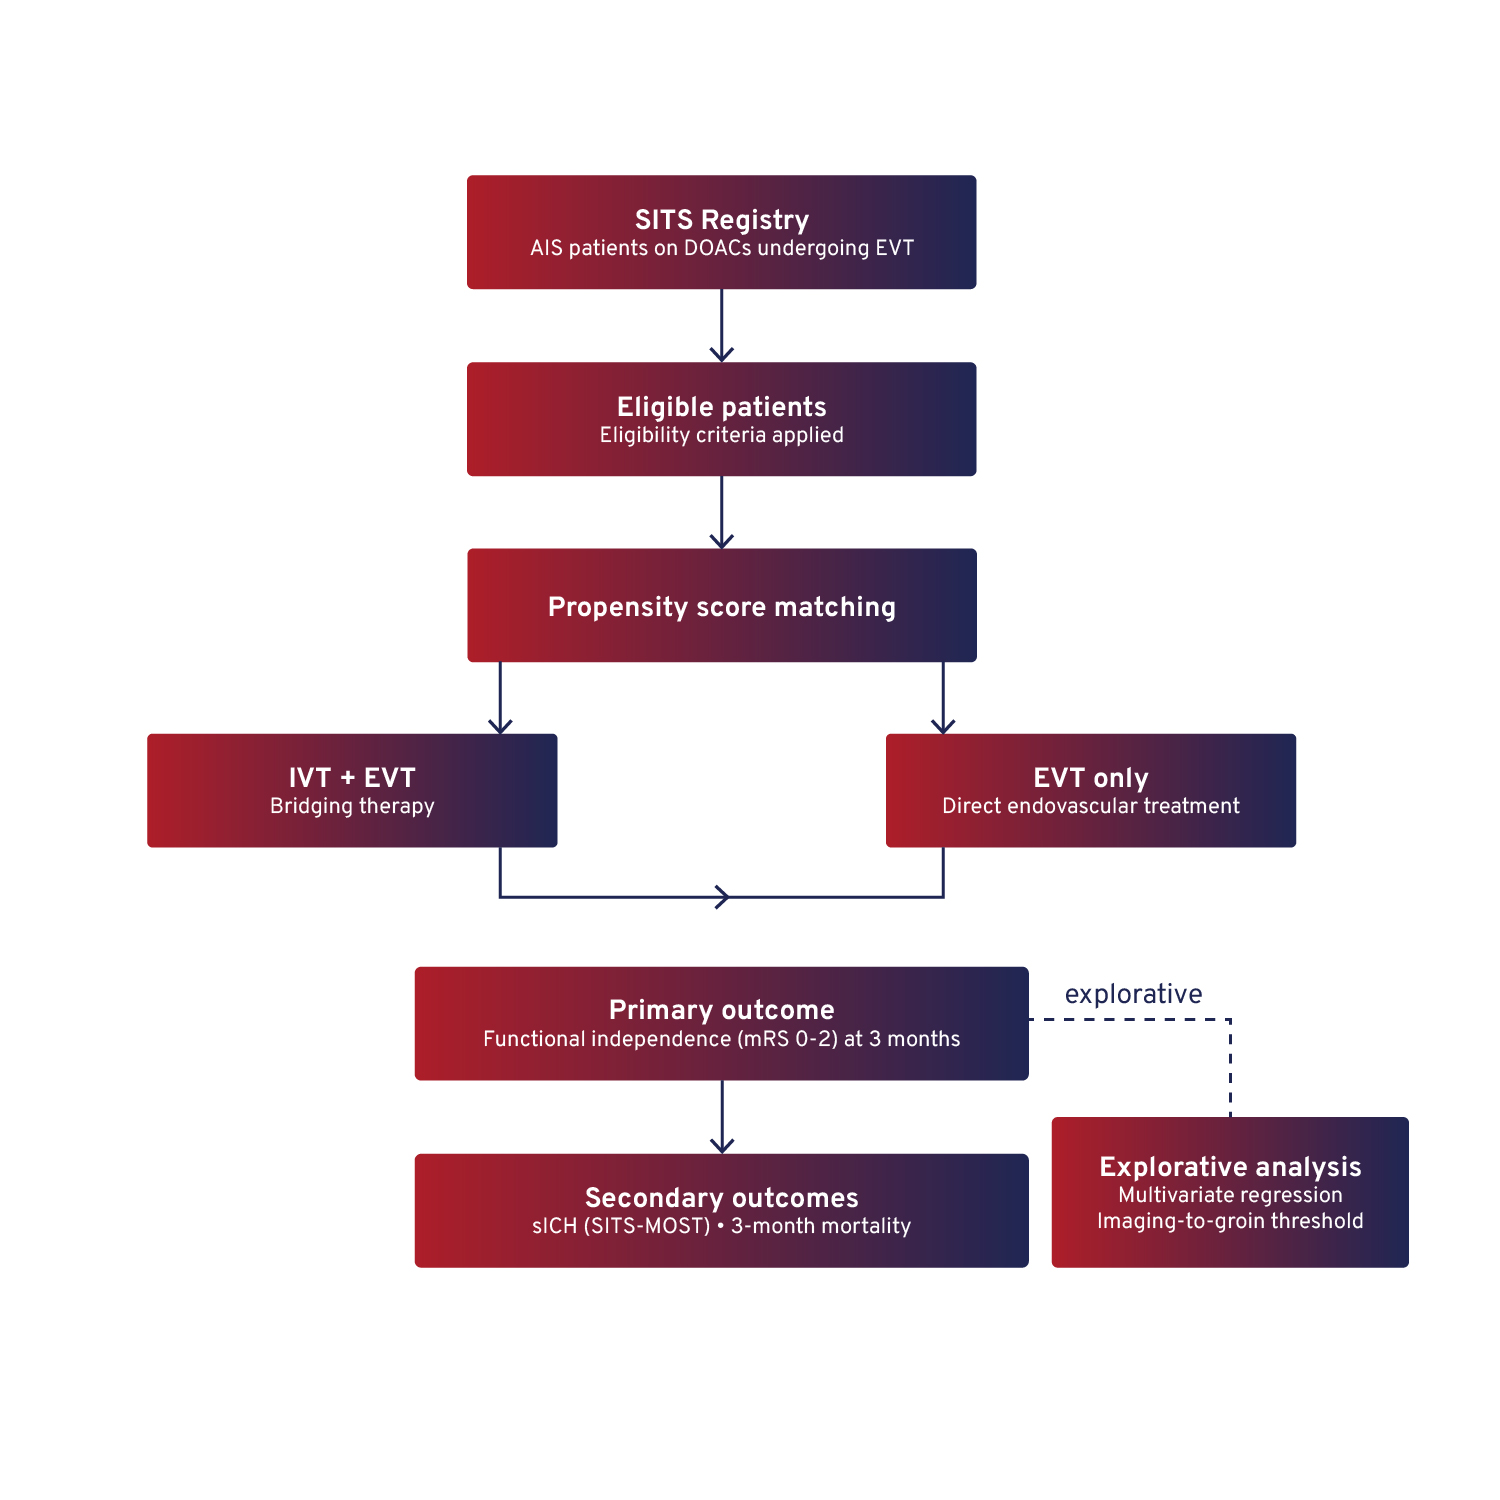 SITS Registry
AIS patients on DOACs undergoing EVT
Eligible patients
Eligibility criteria applied
Propensity score matching
IVT + EVT
Bridging therapy
EVT only
Direct endovascular treatment
Primary outcome
Functional independence (mRS 0-2) at 3 months
explorative
Secondary outcomes
sICH (SITS-MOST) • 3-month mortality
Explorative analysis
Multivariate regression
Imaging-to-groin threshold